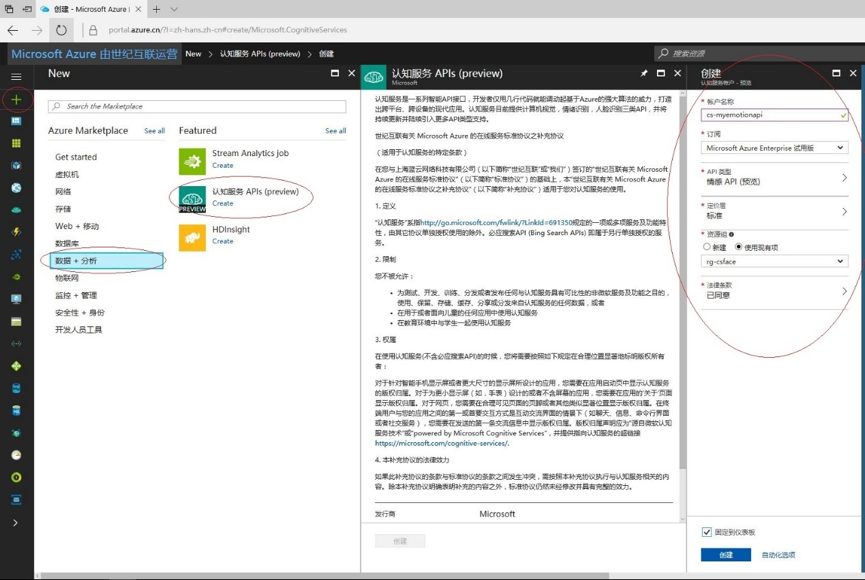 创建 - Microsoft Azure |
portal.azure.cn/?l=zh-hans.zh-cn#create/Microsoft.CognitiveServices
Microsoft Azure 由世纪互联运营
New > 认知服务 APIs (preview) > 创建
搜索资源
New
Search the Marketplace
Azure Marketplace
See all
Get started
虚拟机
网络
存储
Web + 移动
数据库
数据 + 分析
物联网
监控 + 管理
安全性 + 身份
开发人员工具
Featured
See all
Stream Analytics job
Create
PREVIEW
认知服务 APIs (preview)
Create
HDInsight
Create
认知服务 APIs (preview)
Microsoft
认知服务是一系列智能API接口，开发者仅用几行代码就能调动起基于Azure的强大算法的威力，打造
出跨平台、跨设备的现代应用。认知服务目前提供计算机视觉，情绪识别，人脸识别三类API，并将
持续更新并陆续引入更多API类型支持。
世纪互联有关 Microsoft Azure 的在线服务标准协议之补充协议
（适用于认知服务的特定条款）
在您与上海蓝云网络科技有限公司（以下简称"世纪互联"或"我们"）签订的"世纪互联有关 Microsoft
Azure 的在线服务标准协议"（以下简称"标准协议"）的基础上，本"世纪互联有关 Microsoft Azure
的在线服务标准协议之补充协议"（以下简称"补充协议"）适用于您对认知服务的使用。
1. 定义
"认知服务"系指http://go.microsoft.com/fwlink/?LinkId=691350规定的一项或多项服务及功能特
性，由其它协议单独授权使用的除外。必应搜索API (Bing Search APIs) 即属于另行单独授权的服
务。
2. 限制
您不被允许：
• 为测试、开发、训练、分发或者发布任何与认知服务具有可比性的非微软服务及功能之目的，
使用、保留、存储、缓存、分享或分发来自认知服务的任何数据，或者
• 在用于或者面向儿童的任何应用中使用认知服务
• 在教育环境中与学生一起使用认知服务
3. 权属
在使用认知服务(不含必应搜索API)的时候，您将需要按照如下规定在合理位置显著地标明版权所有
者：
对于针对智能手机显示屏或者更大尺寸的显示屏所设计的应用，您需要在应用启动页中显示认知服务
的版权归属。对于为更小显示屏（如，手表）设计的或者不含屏幕的应用，您需要在应用的"关于"页面
显示版权归属。对于网页，您需要在合理可见页面的页脚或者其他类似显著位置显示版权归属。在终
端用户与您的应用之间的第一或首要交互方式是互动交流界面的情景下（如聊天、信息、命令行界面
或者社交服务），您需要在发送的第一条交流信息中显示版权归属。版权归属声明应为"源自微软认知
服务技术"或"powered by Microsoft Cognitive Services"，并提供指向认知服务的超链接
https://microsoft.com/cognitive-services/.
4. 本补充协议的法律效力
如果此补充协议的条款与标准协议的条款之间发生冲突，需按照本补充协议执行与认知服务相关的内
容。除本补充协议明确表明补充的内容之外，标准协议仍然未经修改并具有完整的效力。
发行商
Microsoft
创建
创建
认知服务帐户 - 预览
* 帐户名称
cs-myemotionapi
* 订阅
Microsoft Azure Enterprise 试用版
* API 类型
情感 API (预览)
* 定价层
标准
* 资源组
新建 使用现有项
rg-csface
* 法律条款
已同意
固定到仪表板
创建
自动化选项